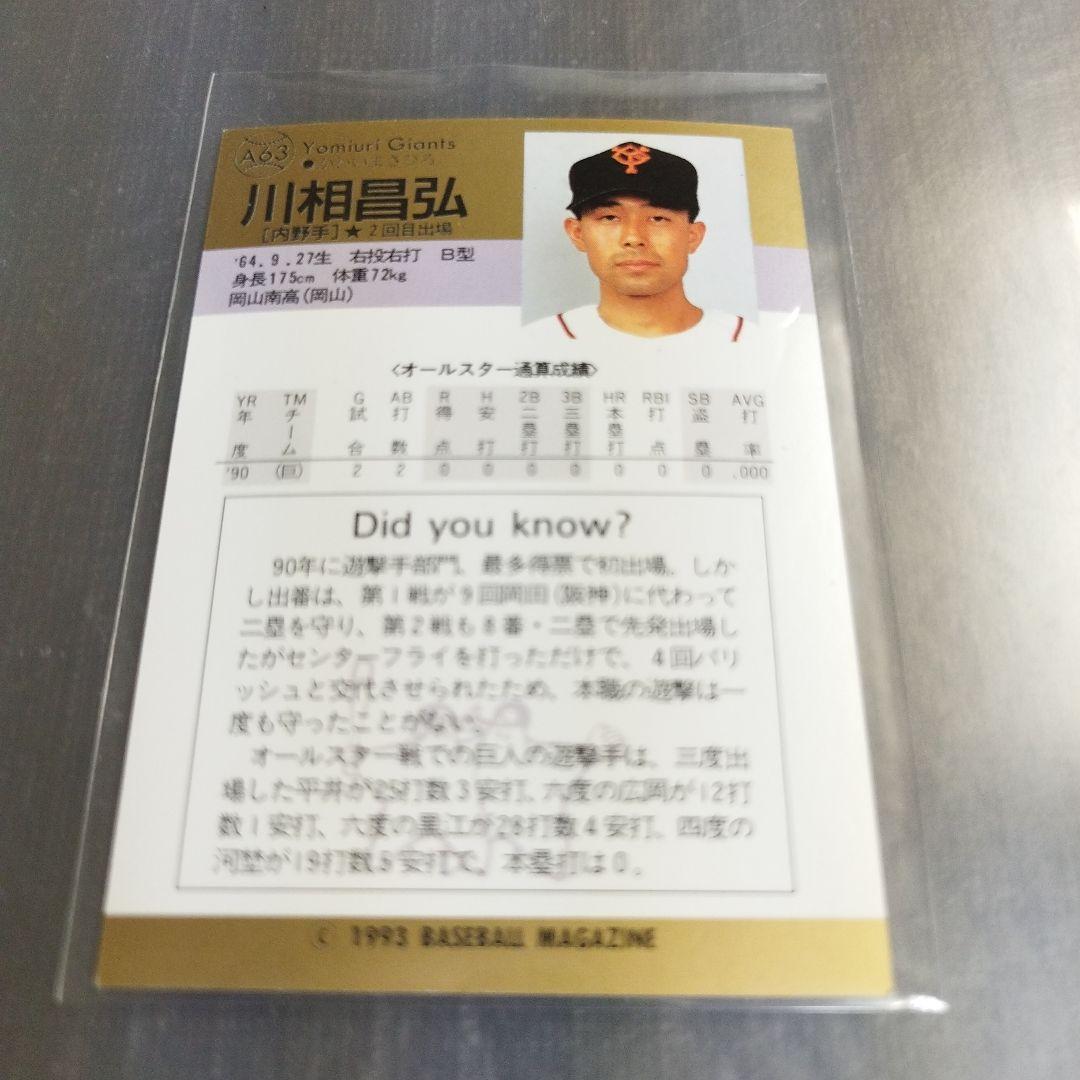 A63 Yomiuri Giants
●かわいまさひろ
川相昌弘
[内野手]★2回目出場
'64.9.27生 右投右打 B型
身長175cm 体重72kg
岡山南高(岡山)
〈オールスター通算成績〉
YR TM G AB R H 2B 3B HR RBI SB AVG
年度 チーム 試合 打数 得点 安打 二塁打 三塁打 本塁打 打点 盗塁 打率
'90 (巨) 2 2 0 0 0 0 0 0 0 .000
Did you know?
90年に遊撃手部門、最多得票で初出場。しか
し出番は、第1戦が9回岡田(阪神)に代わって
二塁を守り、第2戦も8番・二塁で先発出場し
たがセンターフライを打っただけで、4回パリ
ッシュと交代させられたため、本職の遊撃は一
度も守ったことがない。
オールスター戦での巨人の遊撃手は、三度出
場した平井が25打数3安打、六度の広岡が12打
数1安打、六度の黒江が28打数4安打、四度の
河埜が19打数5安打で、本塁打は0。
© 1993 BASEBALL MAGAZINE